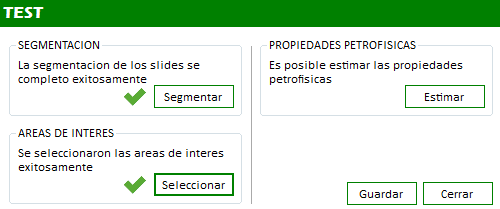 TEST
SEGMENTACION
La segmentacion de los slides se
completo exitosamente
Segmentar
AREAS DE INTERES
Se seleccionaron las areas de interes
exitosamente
Seleccionar
PROPIEDADES PETROFISICAS
Es posible estimar las propiedades
petrofisicas
Estimar
Guardar
Cerrar